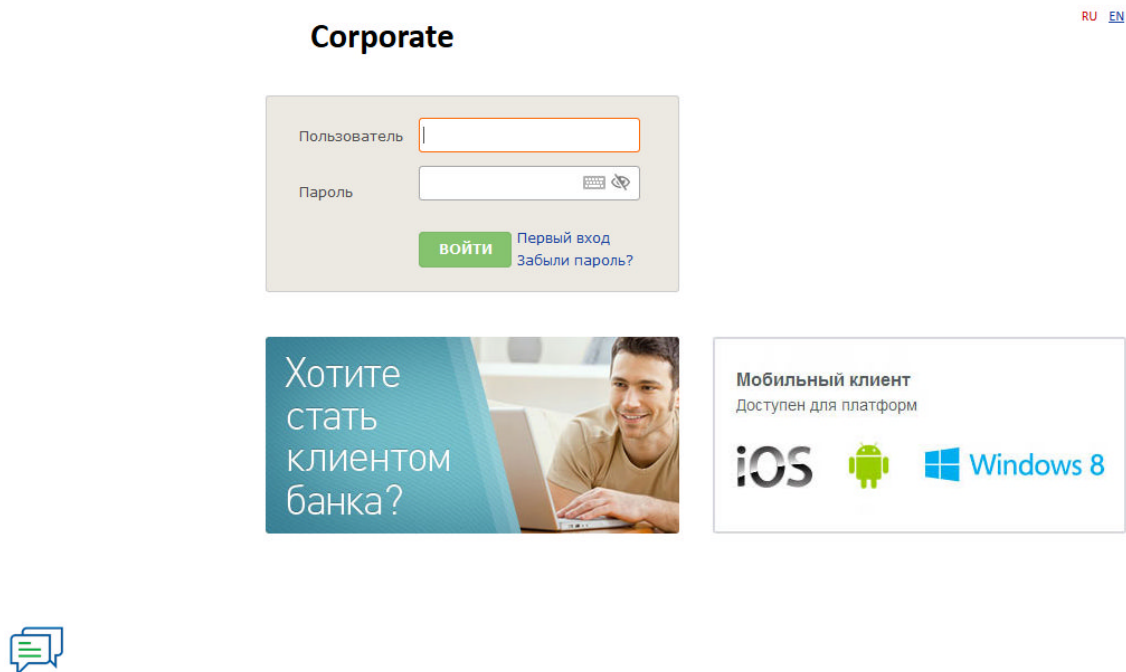 RU EN
Corporate
Пользователь
Пароль
ВОЙТИ
Первый вход
Забыли пароль?
Хотите
стать
клиентом
банка?
Мобильный клиент
Доступен для платформ
iOS
Windows 8